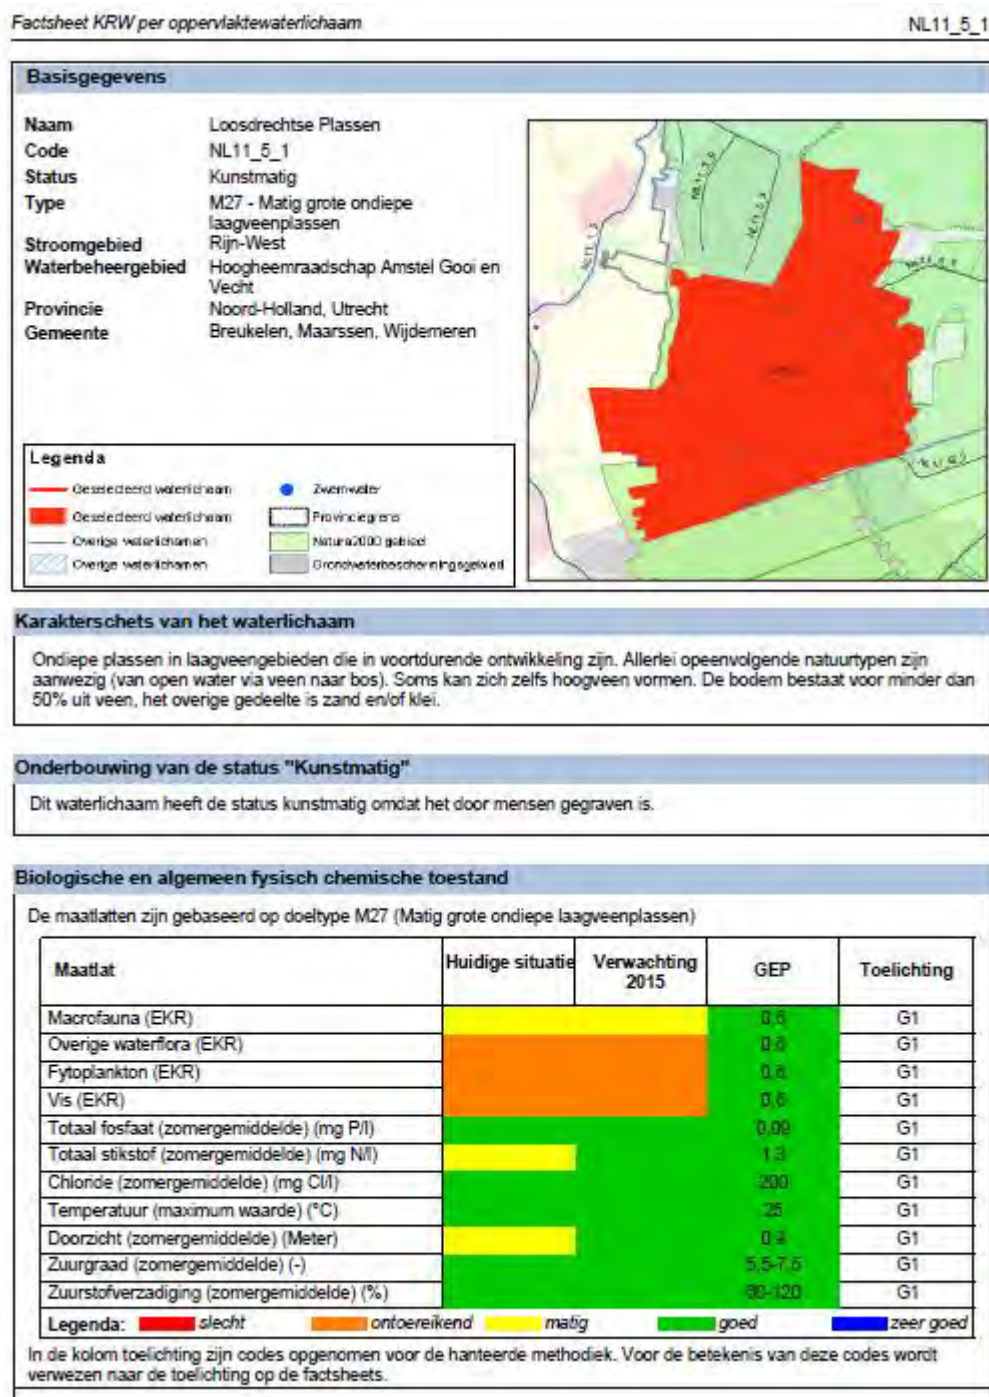 Factsheet KRW per oppervlaktewaterlichaam NL11_5_1
Basisgegevens
Naam Loosdrechtse Plassen
Code NL11_5_1
Status Kunstmatig
Type M27 - Matig grote ondiepe
laagveenplassen
Stroomgebied Rijn-West
Waterbeheergebied Hoogheemraadschap Amstel Gooi en
Vecht
Provincie Noord-Holland, Utrecht
Gemeente Breukelen, Maarssen, Wijdemeren
Legenda
Geselecteerd waterlichaam Zwemwater
Geselecteerd waterlichaam Provinciegrens
Overige waterlichamen Natura2000 gebied
Overige waterlichamen Grondwaterbeschermingsgebied
Karakterschets van het waterlichaam
Ondiepe plassen in laagveengebieden die in voortdurende ontwikkeling zijn. Allerlei opeenvolgende natuurtypen zijn
aanwezig (van open water via veen naar bos). Soms kan zich zelfs hoogveen vormen. De bodem bestaat voor minder dan
50% uit veen, het overige gedeelte is zand en/of klei.
Onderbouwing van de status "Kunstmatig"
Dit waterlichaam heeft de status kunstmatig omdat het door mensen gegraven is.
Biologische en algemeen fysisch chemische toestand
De maatlatten zijn gebaseerd op doeltype M27 (Matig grote ondiepe laagveenplassen)
Maatlat Huidige situatie Verwachting 2015 GEP Toelichting
Macrofauna (EKR) 0,6 G1
Overige waterflora (EKR) 0,6 G1
Fytoplankton (EKR) 0,6 G1
Vis (EKR) 0,6 G1
Totaal fosfaat (zomergemiddelde) (mg P/l) 0,09 G1
Totaal stikstof (zomergemiddelde) (mg N/l) 1,3 G1
Chloride (zomergemiddelde) (mg Cl/l) 200 G1
Temperatuur (maximum waarde) (°C) 25 G1
Doorzicht (zomergemiddelde) (Meter) G1
Zuurgraad (zomergemiddelde) (-) 5,5-7,5 G1
Zuurstofverzadiging (zomergemiddelde) (%) G1
Legenda: slecht ontoereikend matig goed zeer goed
In de kolom toelichting zijn codes opgenomen voor de hanteerde methodiek. Voor de betekenis van deze codes wordt
verwezen naar de toelichting op de factsheets.